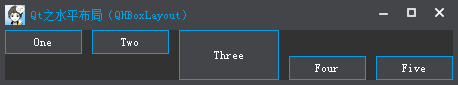 Qt之水平布局（QHBoxLayout）
One Two Three Four Five